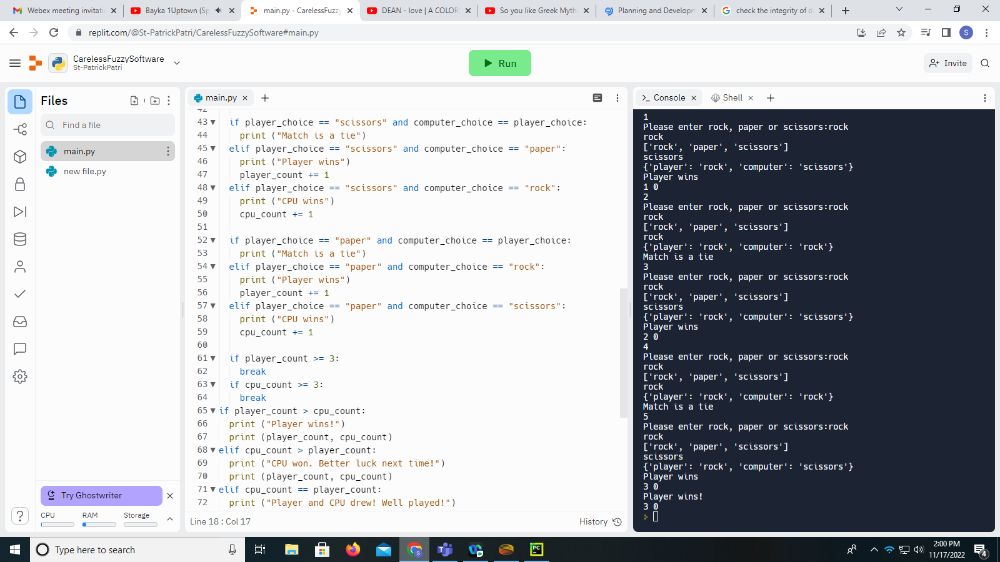 Webex meeting invitati
Bayka 1Uptown (Sp
main.py - CarelessFuzzy
DEAN - love | A COLOR
So you like Greek Myth
Planning and Developm
check the integrity of d
replit.com/@St-PatrickPatri/CarelessFuzzySoftware#main.py
S
CarelessFuzzySoftware
St-PatrickPatri
Run
Invite
Files
Find a file
main.py
new file.py
Try Ghostwriter
CPU
RAM
Storage
main.py
42
43 if player_choice == "scissors" and computer_choice == player_choice:
44 print ("Match is a tie")
45 elif player_choice == "scissors" and computer_choice == "paper":
46 print ("Player wins")
47 player_count += 1
48 elif player_choice == "scissors" and computer_choice == "rock":
49 print ("CPU wins")
50 cpu_count += 1
51
52 if player_choice == "paper" and computer_choice == player_choice:
53 print ("Match is a tie")
54 elif player_choice == "paper" and computer_choice == "rock":
55 print ("Player wins")
56 player_count += 1
57 elif player_choice == "paper" and computer_choice == "scissors":
58 print ("CPU wins")
59 cpu_count += 1
60
61 if player_count >= 3:
62 break
63 if cpu_count >= 3:
64 break
65 if player_count > cpu_count:
66 print ("Player wins!")
67 print (player_count, cpu_count)
68 elif cpu_count > player_count:
69 print ("CPU won. Better luck next time!")
70 print (player_count, cpu_count)
71 elif cpu_count == player_count:
72 print ("Player and CPU drew! Well played!")
Line 18 : Col 17
History
Console
Shell
1
Please enter rock, paper or scissors:rock
rock
['rock', 'paper', 'scissors']
scissors
{'player': 'rock', 'computer': 'scissors'}
Player wins
1 0
2
Please enter rock, paper or scissors:rock
rock
['rock', 'paper', 'scissors']
rock
{'player': 'rock', 'computer': 'rock'}
Match is a tie
3
Please enter rock, paper or scissors:rock
rock
['rock', 'paper', 'scissors']
scissors
{'player': 'rock', 'computer': 'scissors'}
Player wins
2 0
4
Please enter rock, paper or scissors:rock
rock
['rock', 'paper', 'scissors']
rock
{'player': 'rock', 'computer': 'rock'}
Match is a tie
5
Please enter rock, paper or scissors:rock
rock
['rock', 'paper', 'scissors']
scissors
{'player': 'rock', 'computer': 'scissors'}
Player wins
3 0
Player wins!
3 0
Type here to search
2:00 PM
11/17/2022
4